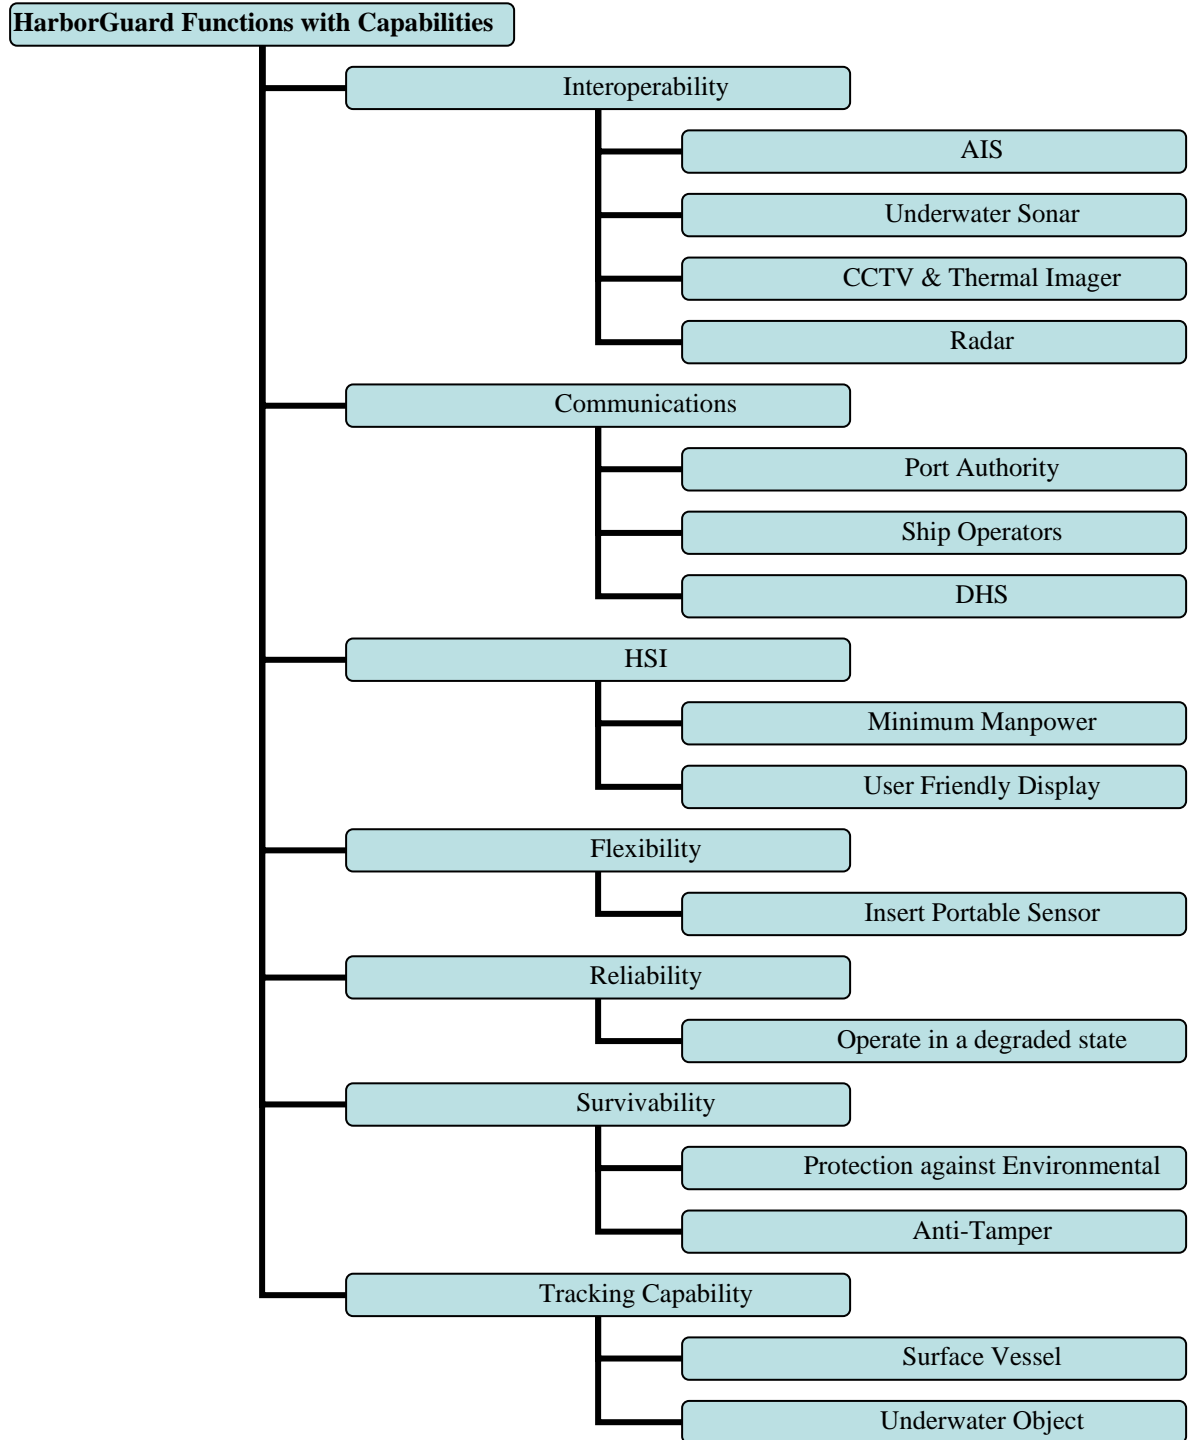 HarborGuard Functions with Capabilities
Interoperability
AIS
Underwater Sonar
CCTV & Thermal Imager
Radar
Communications
Port Authority
Ship Operators
DHS
HSI
Minimum Manpower
User Friendly Display
Flexibility
Insert Portable Sensor
Reliability
Operate in a degraded state
Survivability
Protection against Environmental
Anti-Tamper
Tracking Capability
Surface Vessel
Underwater Object